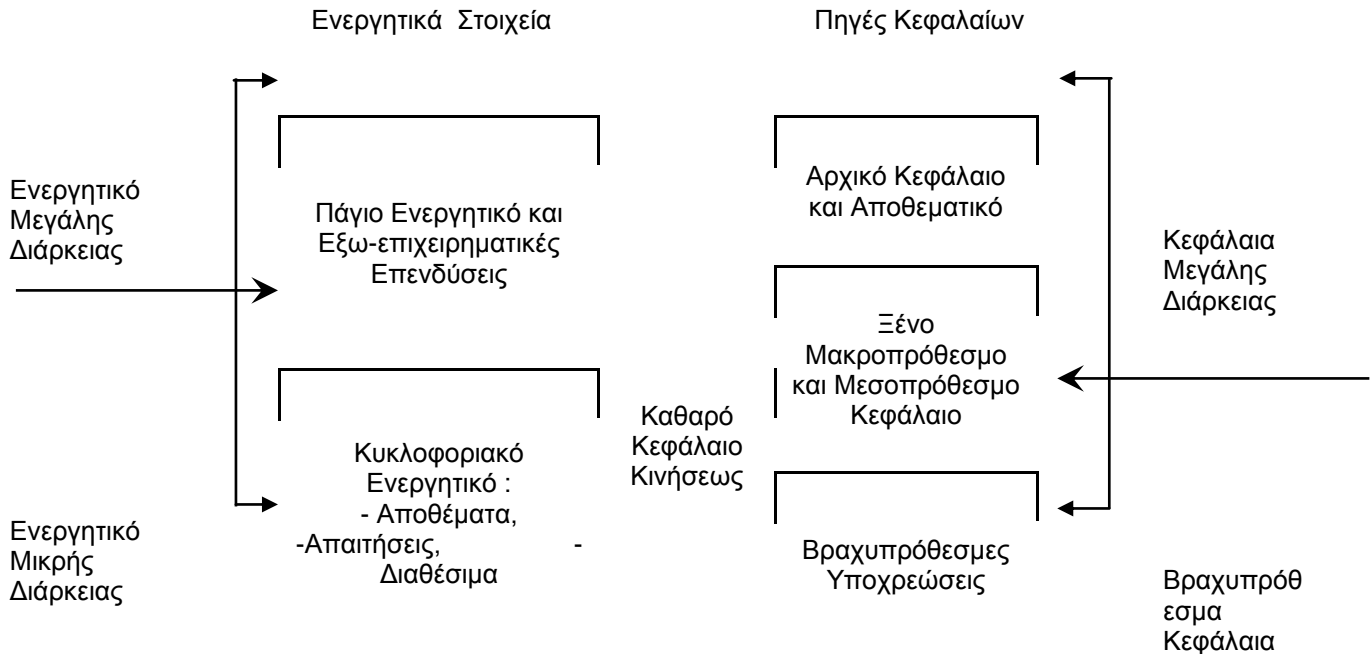 Ενεργητικά Στοιχεία
Πηγές Κεφαλαίων
Ενεργητικό
Μεγάλης
Διάρκειας
Πάγιο Ενεργητικό και
Εξω-επιχειρηματικές
Επενδύσεις
Αρχικό Κεφάλαιο
και Αποθεματικό
Κεφάλαια
Μεγάλης
Διάρκειας
Ξένο
Μακροπρόθεσμο
και Μεσοπρόθεσμο
Κεφάλαιο
Καθαρό
Κεφάλαιο
Κινήσεως
Κυκλοφοριακό
Ενεργητικό :
- Αποθέματα,
-Απαιτήσεις, -
Διαθέσιμα
Ενεργητικό
Μικρής
Διάρκειας
Βραχυπρόθεσμες
Υποχρεώσεις
Βραχυπρόθ
εσμα
Κεφάλαια